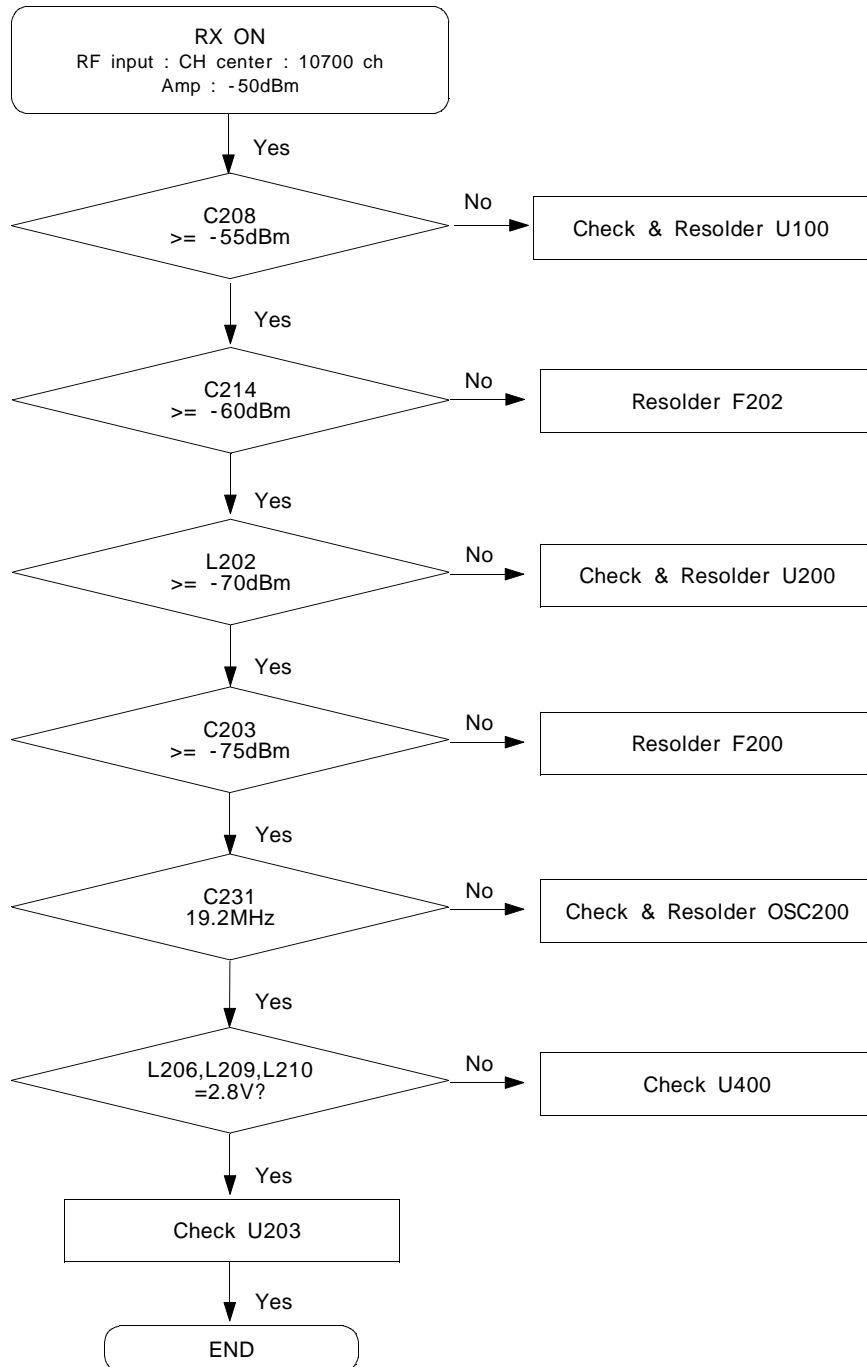 RX ON
RF input : CH center : 10700 ch
Amp : -50dBm
Yes
C208
>= -55dBm
No
Check & Resolder U100
Yes
C214
>= -60dBm
No
Resolder F202
Yes
L202
>= -70dBm
No
Check & Resolder U200
Yes
C203
>= -75dBm
No
Resolder F200
Yes
C231
19.2MHz
No
Check & Resolder OSC200
Yes
L206,L209,L210
=2.8V?
No
Check U400
Yes
Check U203
Yes
END